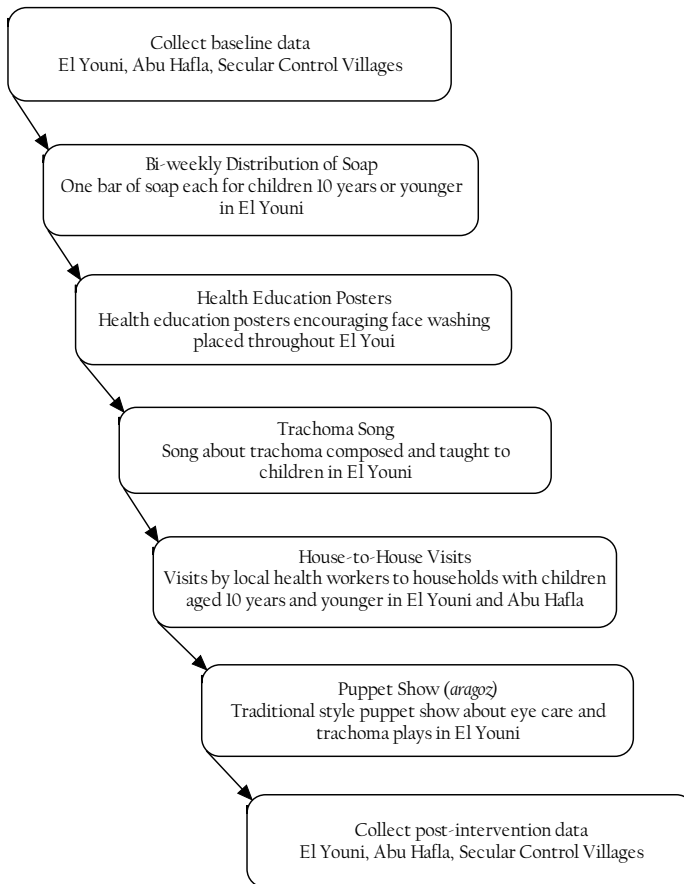 Collect baseline data
El Youni, Abu Hafla, Secular Control Villages
Bi-weekly Distribution of Soap
One bar of soap each for children 10 years or younger
in El Youni
Health Education Posters
Health education posters encouraging face washing
placed throughout El Youi
Trachoma Song
Song about trachoma composed and taught to
children in El Youni
House-to-House Visits
Visits by local health workers to households with children
aged 10 years and younger in El Youni and Abu Hafla
Puppet Show (aragoz)
Traditional style puppet show about eye care and
trachoma plays in El Youni
Collect post-intervention data
El Youni, Abu Hafla, Secular Control Villages